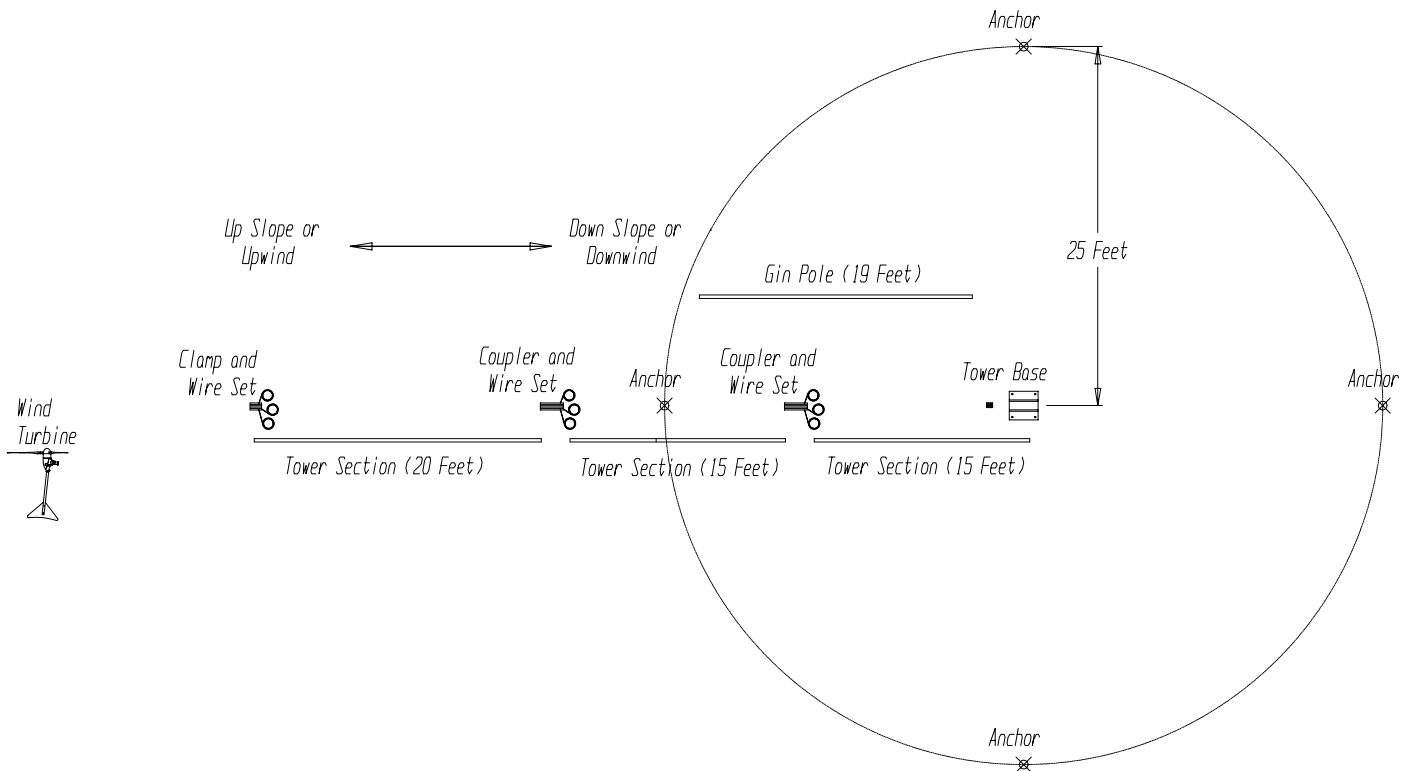 Anchor
Up Slope or
Upwind
Down Slope or
Downwind
25 Feet
Gin Pole (19 Feet)
Clamp and
Wire Set
Coupler and
Wire Set
Anchor
Coupler and
Wire Set
Tower Base
Anchor
Wind
Turbine
Tower Section (20 Feet)
Tower Section (15 Feet)
Tower Section (15 Feet)
Anchor